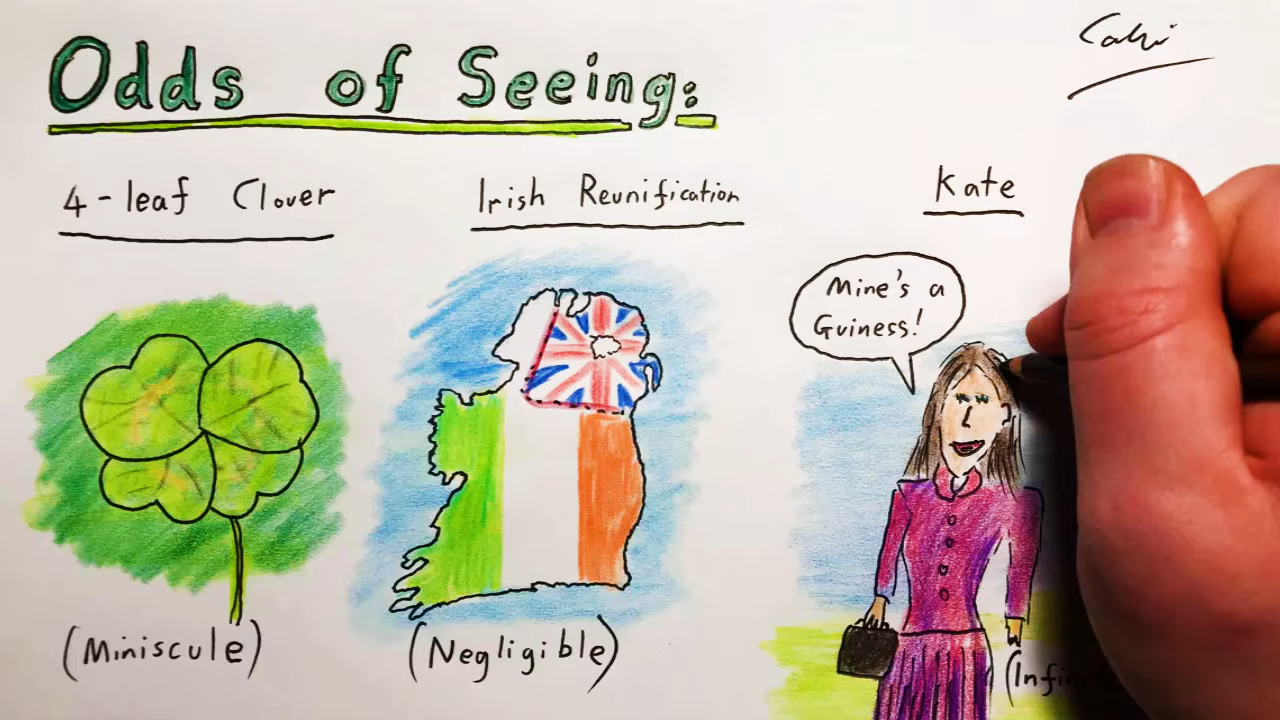 Odds of Seeing:
4-leaf Clover
Irish Reunification
Kate
Mine's a
Guiness!
(Miniscule)
(Negligible)